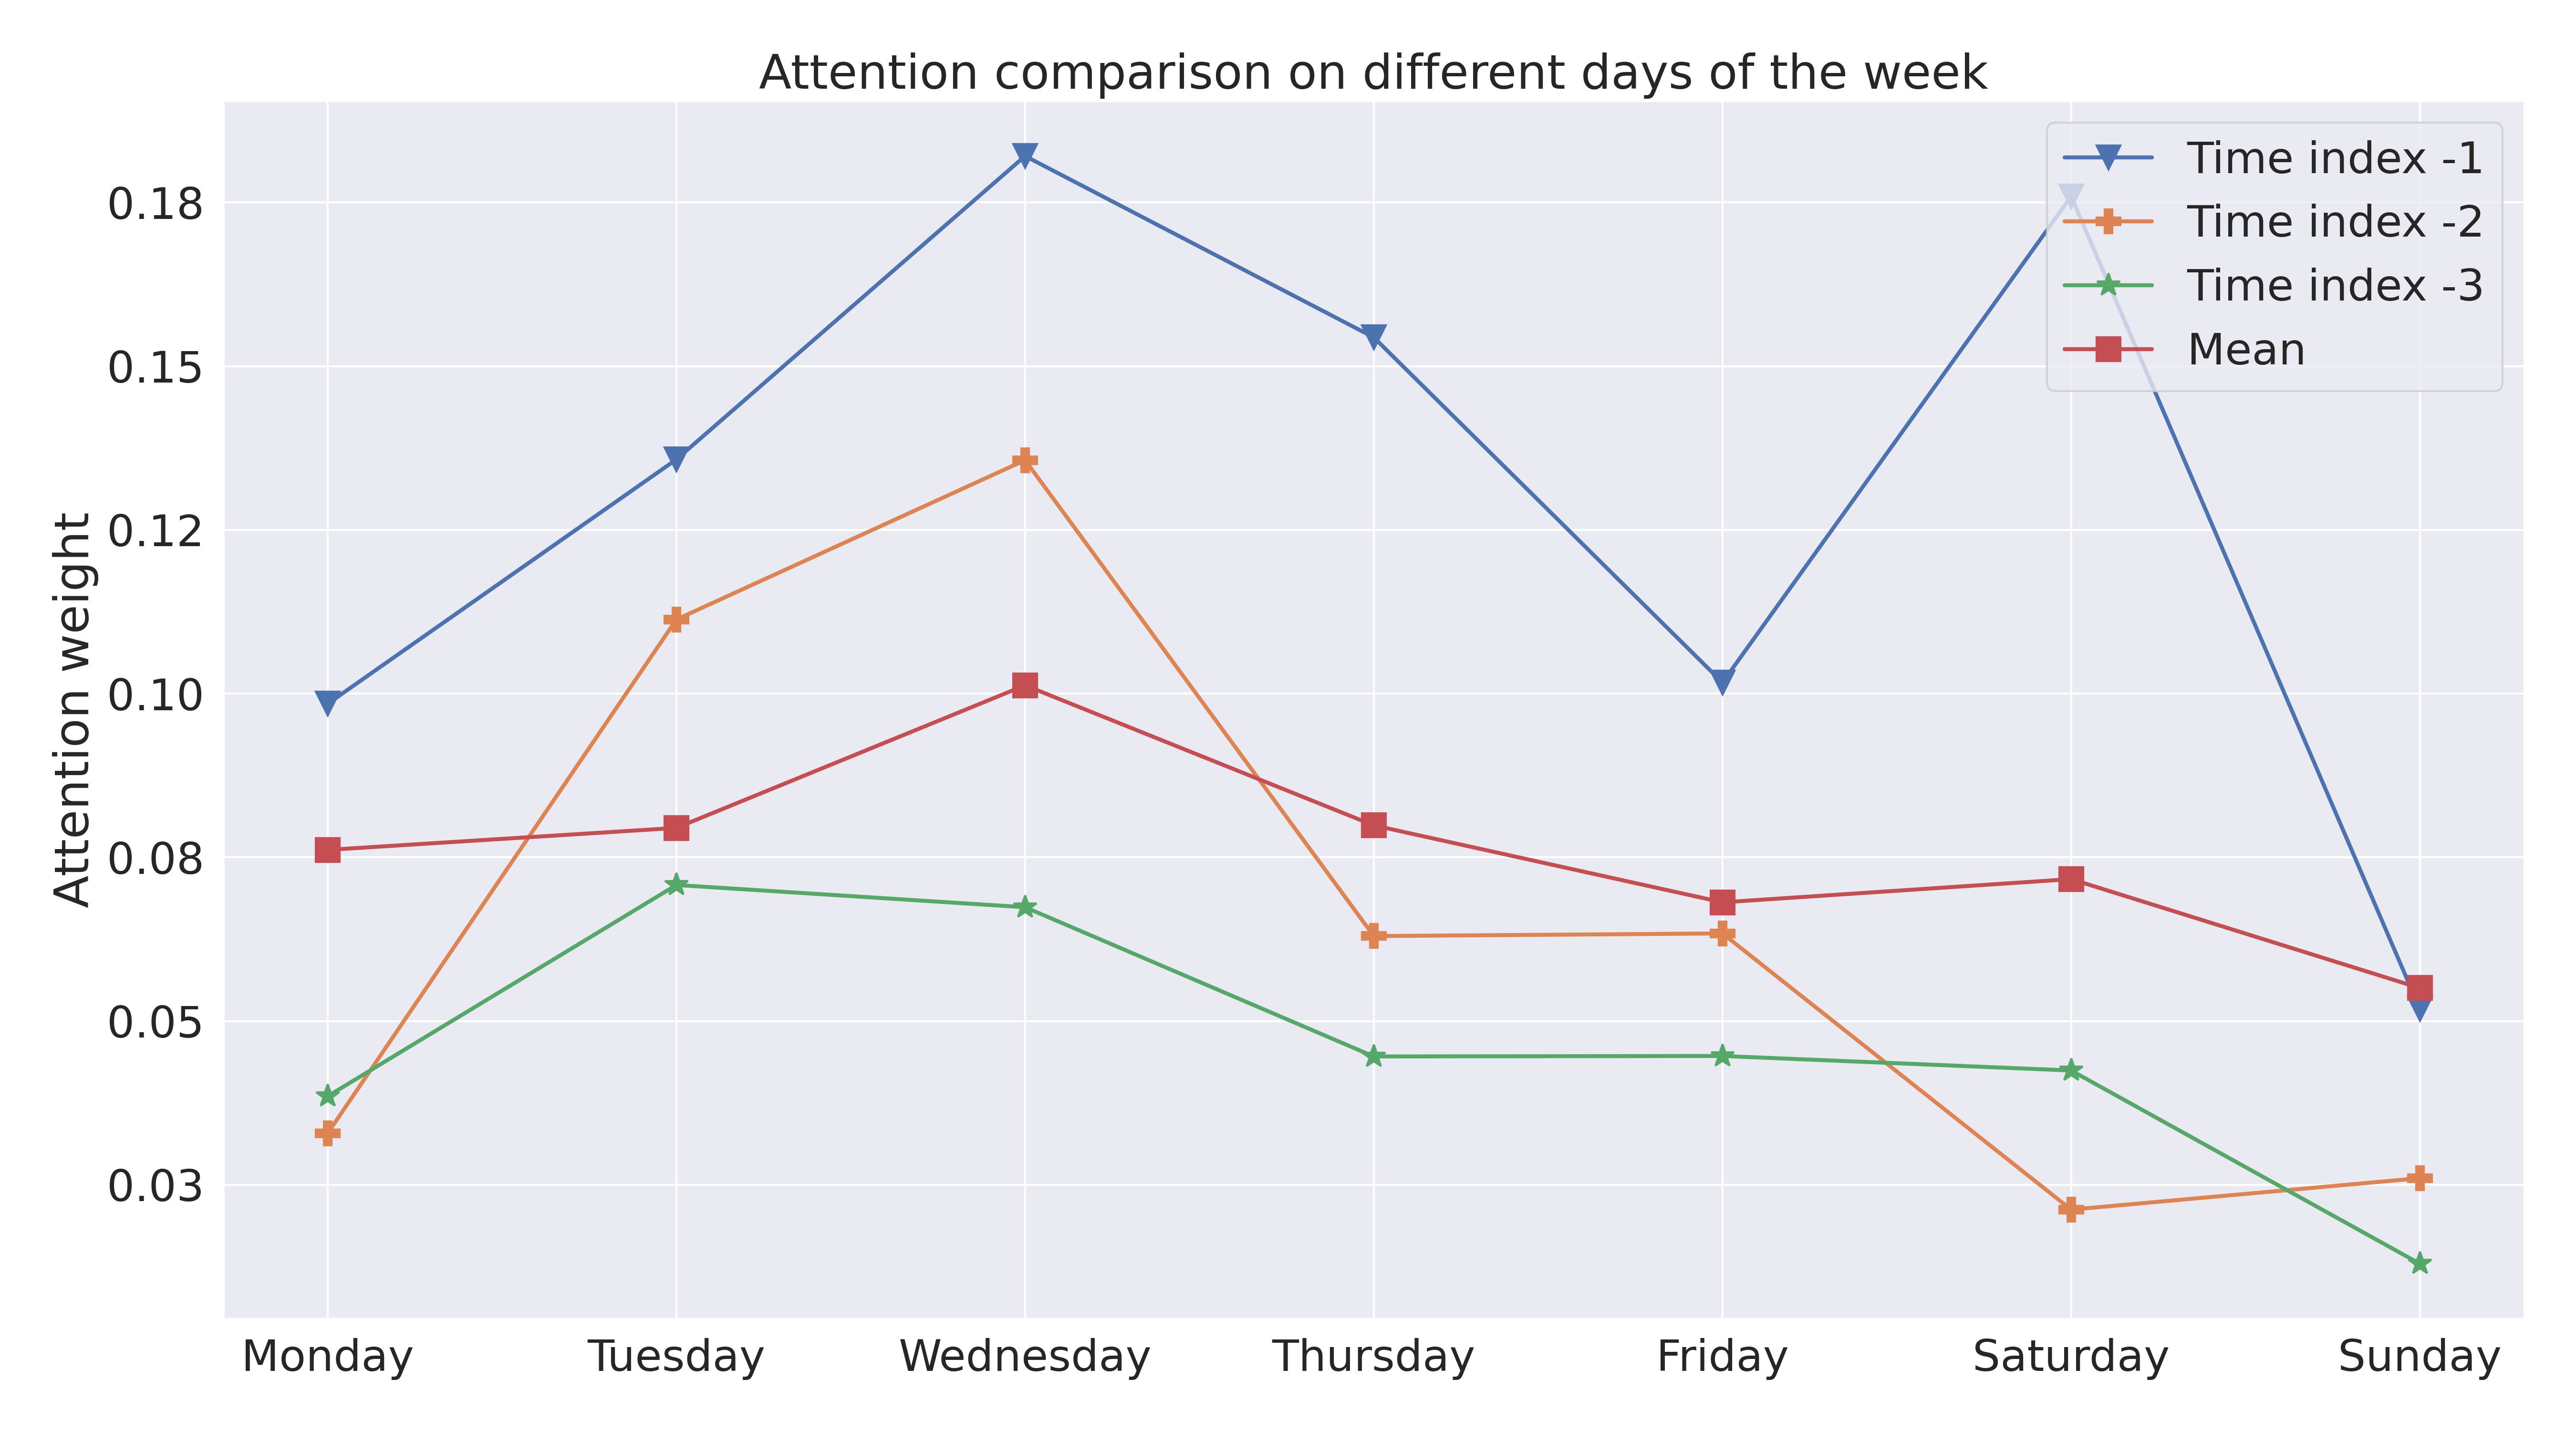 Attention comparison on different days of the week
Time index -1
Time index -2
Time index -3
Mean
Attention weight
0.18
0.15
0.12
0.10
0.08
0.05
0.03
Monday Tuesday Wednesday Thursday Friday Saturday Sunday